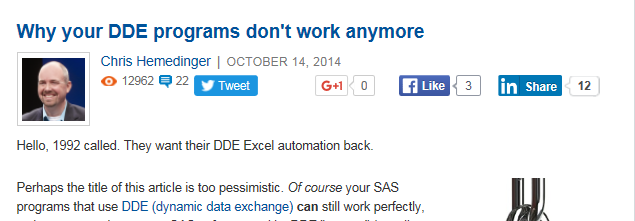 Why your DDE programs don't work anymore
Chris Hemedinger | OCTOBER 14, 2014
12962 22 Tweet G+1 0 Like 3 in Share 12
Hello, 1992 called. They want their DDE Excel automation back.
Perhaps the title of this article is too pessimistic. Of course your SAS
programs that use DDE (dynamic data exchange) can still work perfectly,